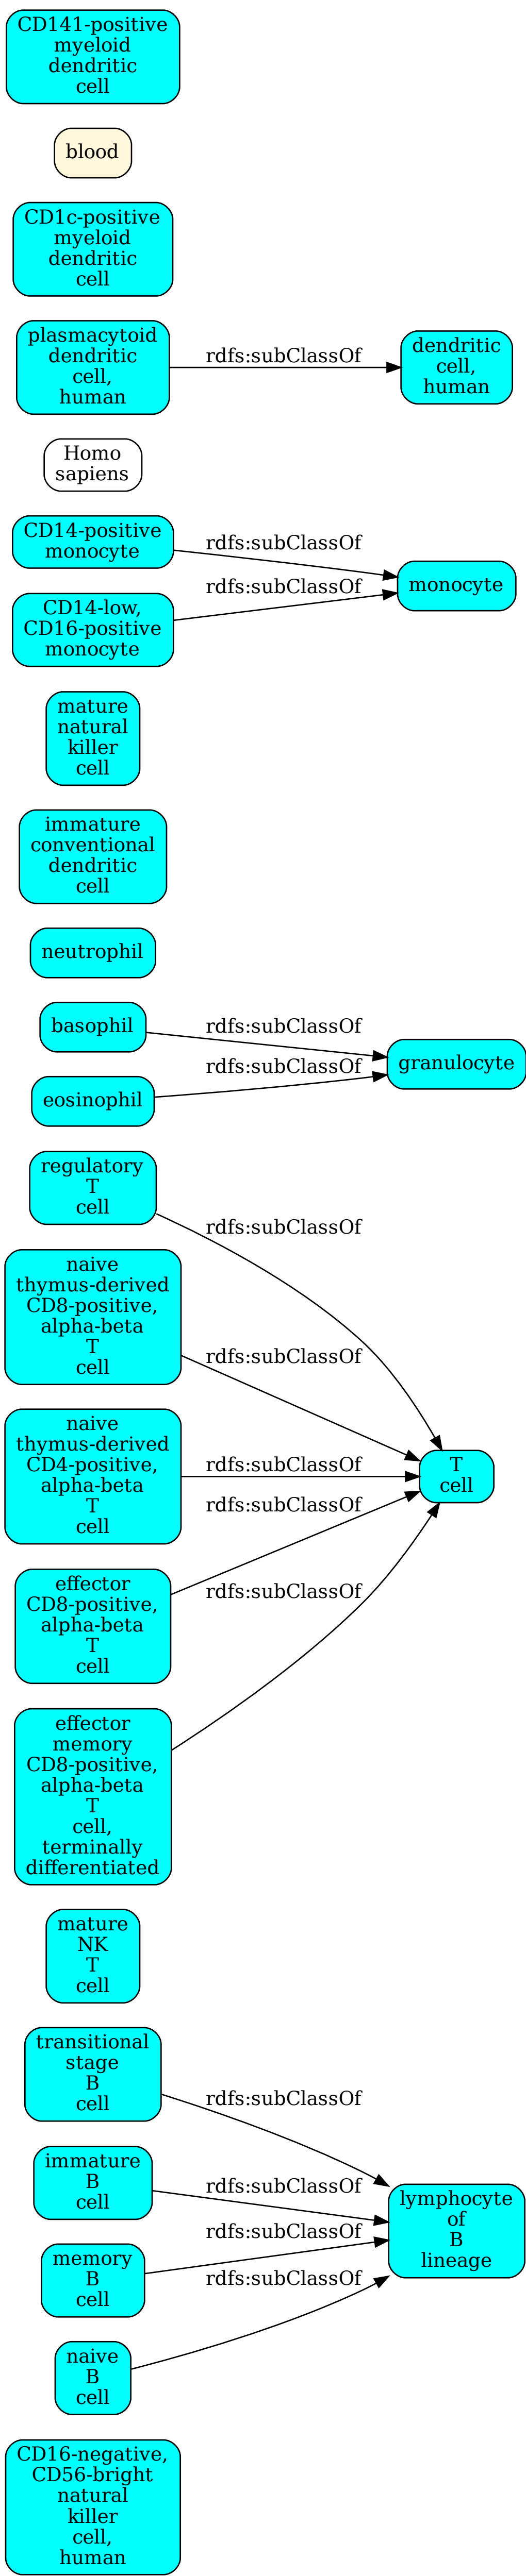 CD141-positive
myeloid
dendritic
cell
blood
CD1c-positive
myeloid
dendritic
cell
plasmacytoid
dendritic
cell,
human
rdfs:subClassOf
dendritic
cell,
human
Homo
sapiens
CD14-positive
monocyte
rdfs:subClassOf
CD14-low,
CD16-positive
monocyte
rdfs:subClassOf
monocyte
mature
natural
killer
cell
immature
conventional
dendritic
cell
neutrophil
basophil
rdfs:subClassOf
eosinophil
rdfs:subClassOf
granulocyte
regulatory
T
cell
rdfs:subClassOf
naive
thymus-derived
CD8-positive,
alpha-beta
T
cell
rdfs:subClassOf
naive
thymus-derived
CD4-positive,
alpha-beta
T
cell
rdfs:subClassOf
T
cell
effector
CD8-positive,
alpha-beta
T
cell
rdfs:subClassOf
effector
memory
CD8-positive,
alpha-beta
T
cell,
terminally
differentiated
rdfs:subClassOf
mature
NK
T
cell
transitional
stage
B
cell
rdfs:subClassOf
immature
B
cell
rdfs:subClassOf
lymphocyte
of
B
lineage
memory
B
cell
rdfs:subClassOf
naive
B
cell
rdfs:subClassOf
CD16-negative,
CD56-bright
natural
killer
cell,
human